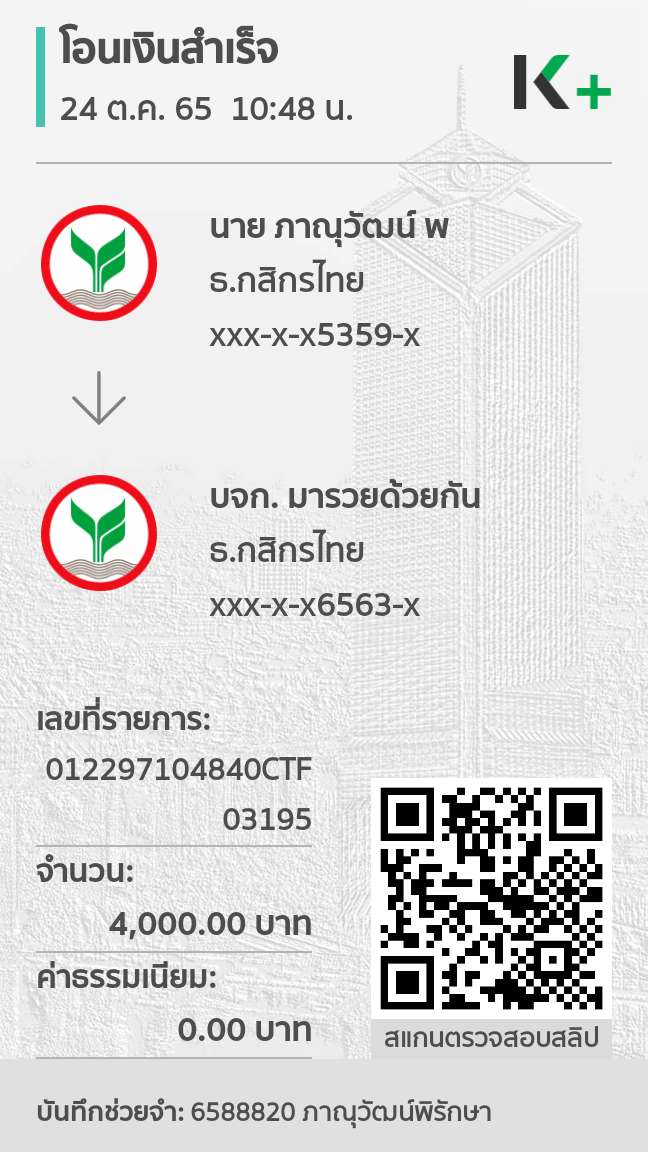 โอนเงินสำเร็จ
24 ต.ค. 65 10:48 น.
K+
นาย ภาณุวัฒน์ พ
ธ.กสิกรไทย
xxx-x-x5359-x
บจก. มารวยด้วยกัน
ธ.กสิกรไทย
xxx-x-x6563-x
เลขที่รายการ:
012297104840CTF
03195
จำนวน:
4,000.00 บาท
ค่าธรรมเนียม:
0.00 บาท
สแกนตรวจสอบสลิป
บันทึกช่วยจำ: 6588820 ภาณุวัฒน์พิรักษา